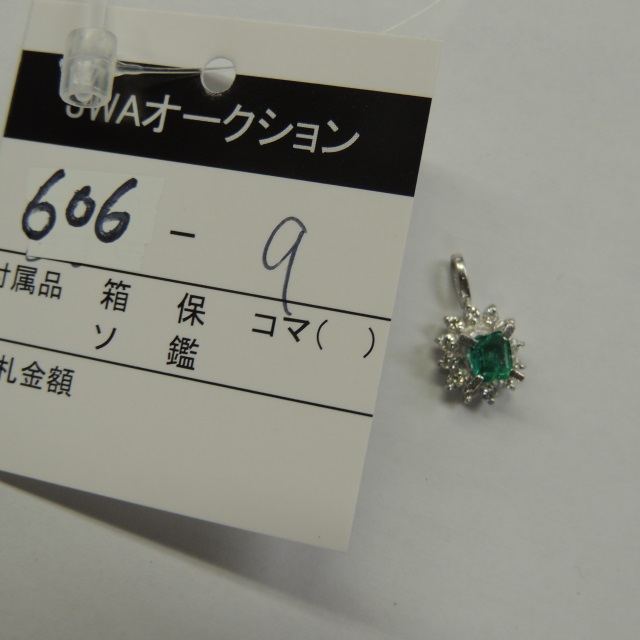 WAオークション
606 - 9
付属品 箱 保 コマ( )
ソ 鑑
札金額